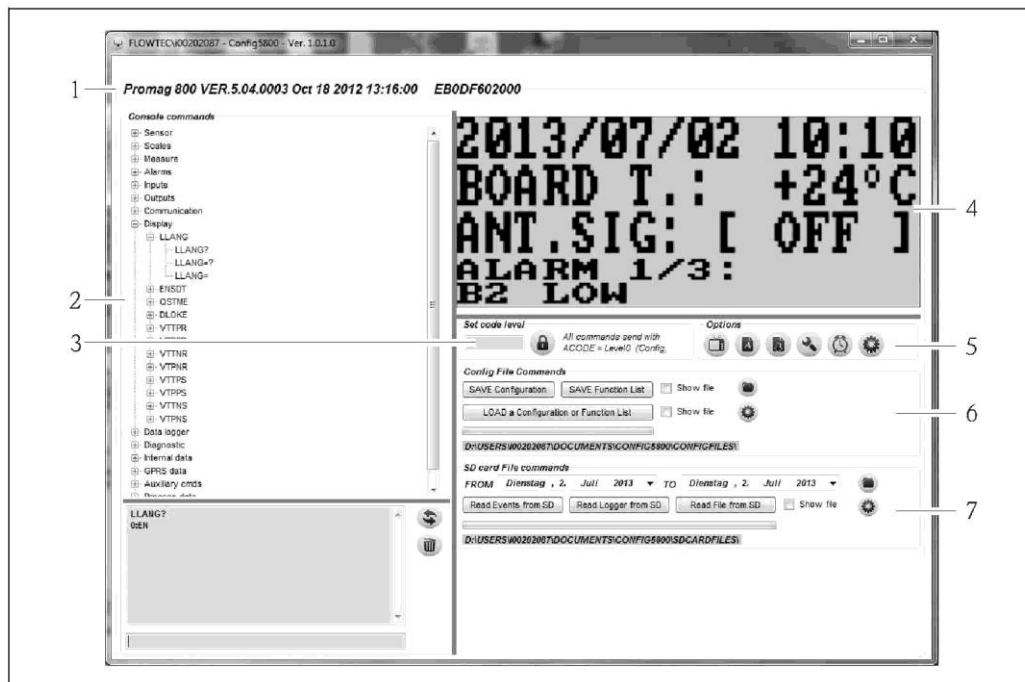 FLOWTEC\i00202087 - Config5800 - Ver. 1.0.1.0
1
Promag 800 VER.5.04.0003 Oct 18 2012 13:16:00 EB0DF602000
Console commands
Sensor
Scales
Measure
Alarms
Inputs
Outputs
Communication
Display
LLANG
LLANG?
LLANG=?
LLANG=
2
ENSDT
QSTME
DLOKE
VTTPR
3
VTTNR
VTPNR
VTTPS
VTPPS
VTTNS
VTPNS
Data logger
Diagnostic
Internal data
GPRS data
Auxiliary cmds
Process data
LLANG?
0:EN
2013/07/02 10:10
BOARD T.: +24°C
ANT.SIG: [ OFF ]
ALARM 1/3:
B2 LOW
4
Set code level
All commands send with
ACODE = Level0 (Config,
Options
5
Config File Commands
SAVE Configuration SAVE Function List Show file
LOAD a Configuration or Function List Show file
6
D:\USERS\I00202087\DOCUMENTS\CONFIG5800\CONFIGFILES\
SD card File commands
FROM Dienstag , 2. Juli 2013 TO Dienstag , 2. Juli 2013
Read Events from SD Read Logger from SD Read File from SD Show file
7
D:\USERS\I00202087\DOCUMENTS\CONFIG5800\SDCARDFILES\